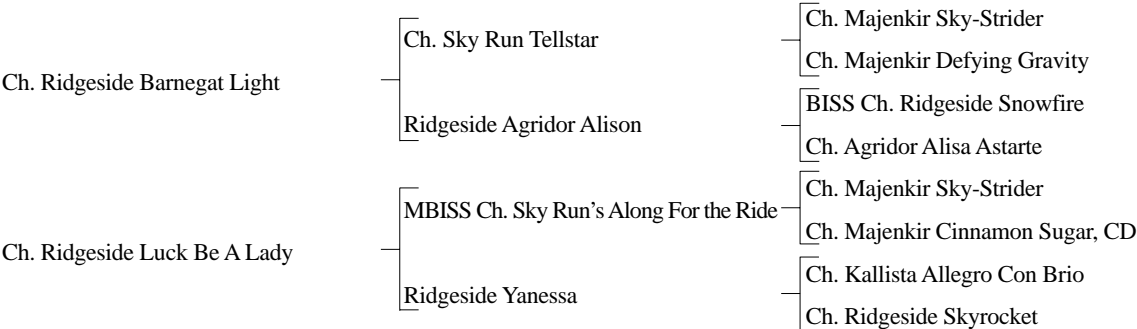 Ch. Majenkir Sky-Strider
Ch. Sky Run Tellstar
Ch. Majenkir Defying Gravity
Ch. Ridgeside Barnegat Light
BISS Ch. Ridgeside Snowfire
Ridgeside Agridor Alison
Ch. Agridor Alisa Astarte
Ch. Majenkir Sky-Strider
MBISS Ch. Sky Run's Along For the Ride
Ch. Majenkir Cinnamon Sugar, CD
Ch. Ridgeside Luck Be A Lady
Ch. Kallista Allegro Con Brio
Ridgeside Yanessa
Ch. Ridgeside Skyrocket